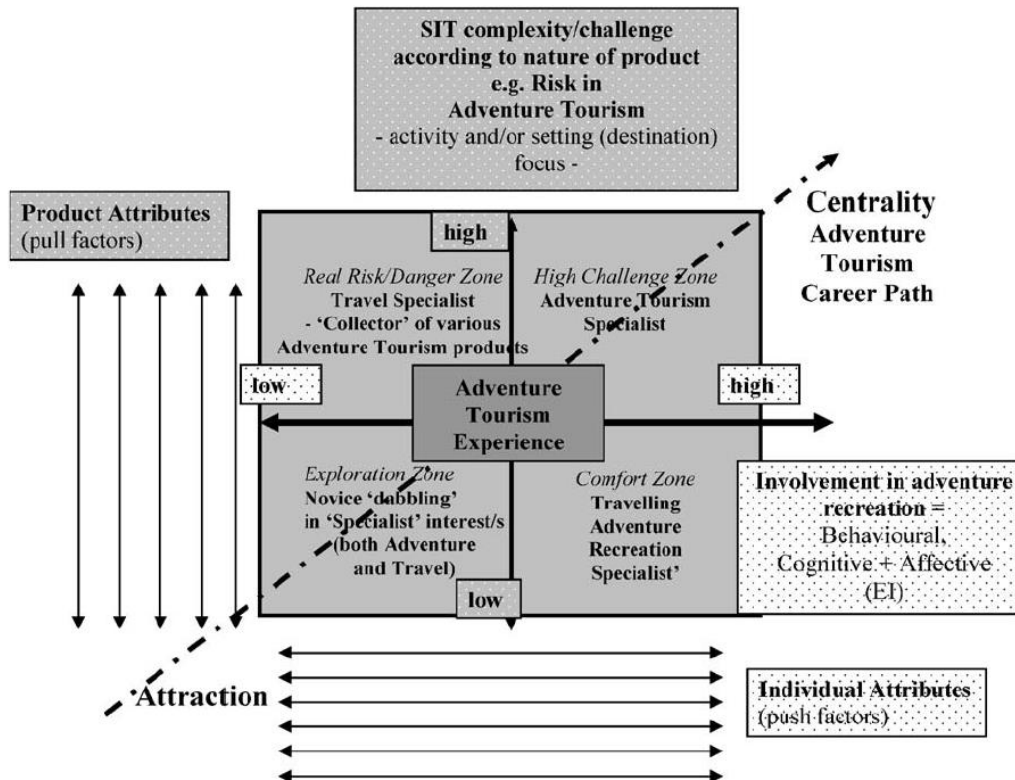 SIT complexity/challenge
according to nature of product
e.g. Risk in
Adventure Tourism
- activity and/or setting (destination)
focus -
Product Attributes
(pull factors)
Centrality
Adventure
Tourism
Career Path
high
Real Risk/Danger Zone
Travel Specialist
- ‘Collector’ of various
Adventure Tourism products
High Challenge Zone
Adventure Tourism
Specialist
low
high
Adventure
Tourism
Experience
Exploration Zone
Novice ‘dabbling’
in ‘Specialist’ interest/s
(both Adventure
and Travel)
Comfort Zone
Travelling
Adventure
Recreation
Specialist’
Involvement in adventure
recreation =
Behavioural,
Cognitive + Affective
(EI)
low
Attraction
Individual Attributes
(push factors)